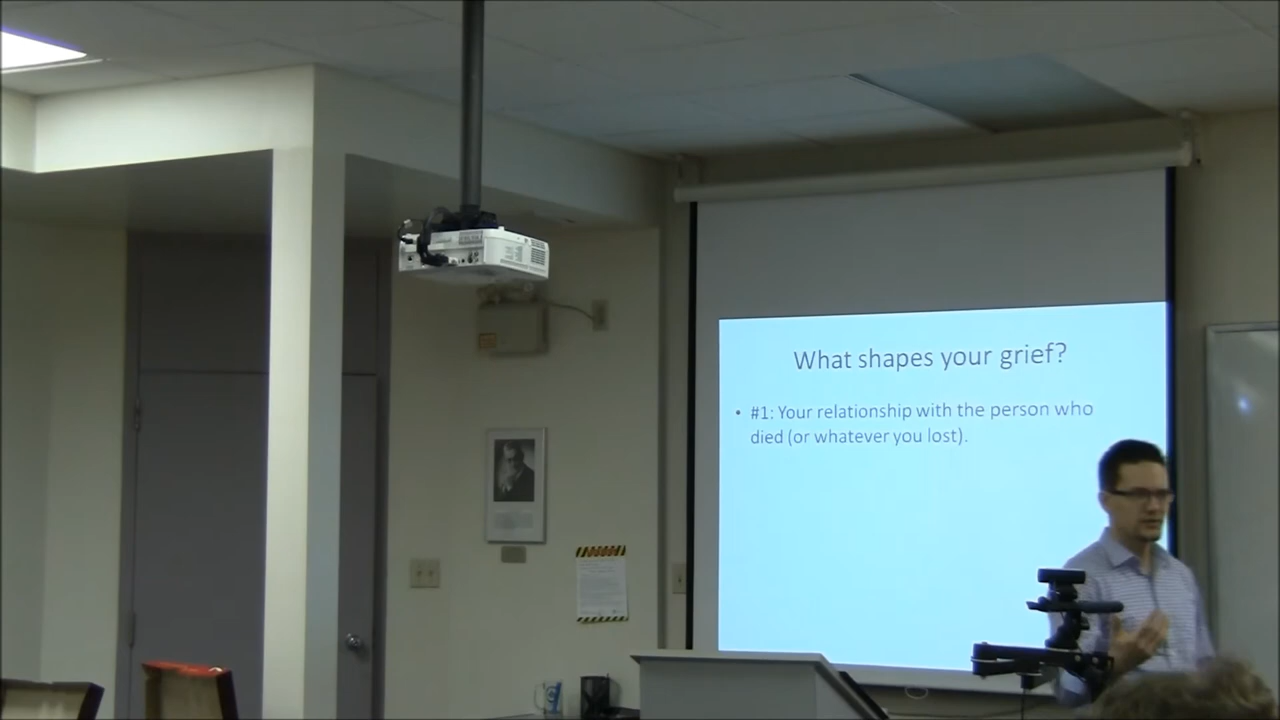 What shapes your grief?
• #1: Your relationship with the person who
died (or whatever you lost).